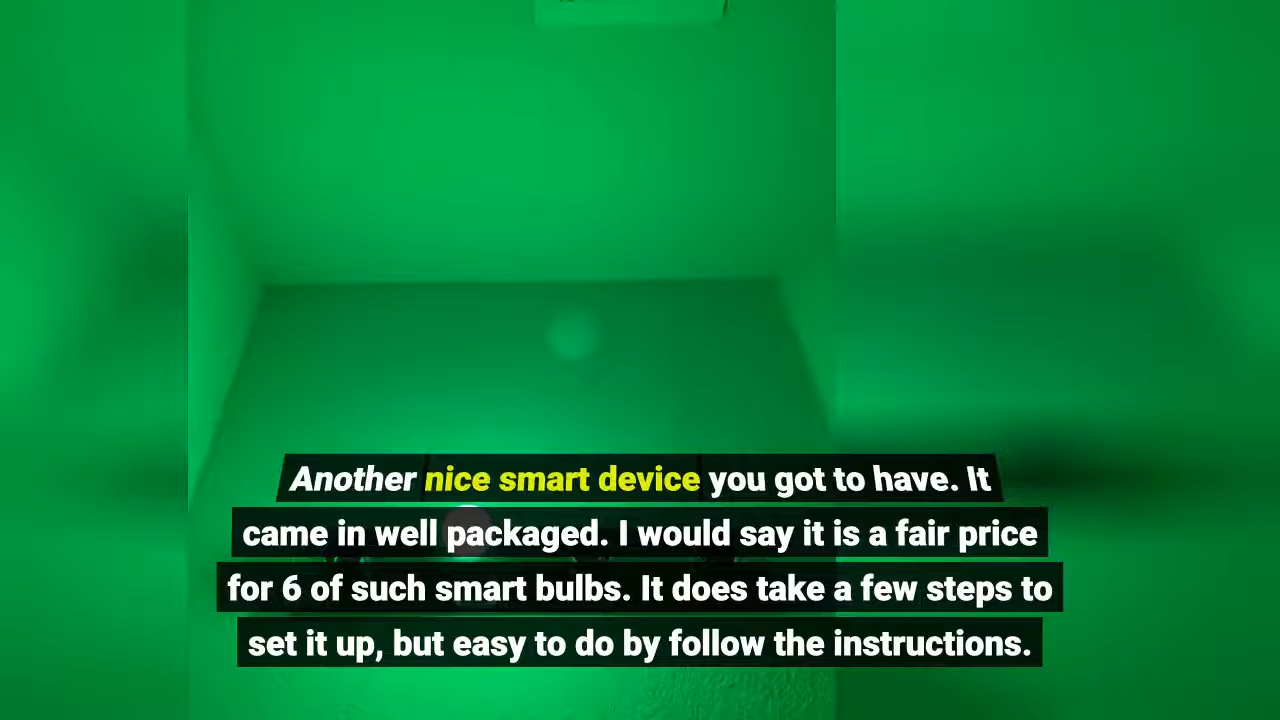 Another nice smart device you got to have. It
came in well packaged. I would say it is a fair price
for 6 of such smart bulbs. It does take a few steps to
set it up, but easy to do by follow the instructions.